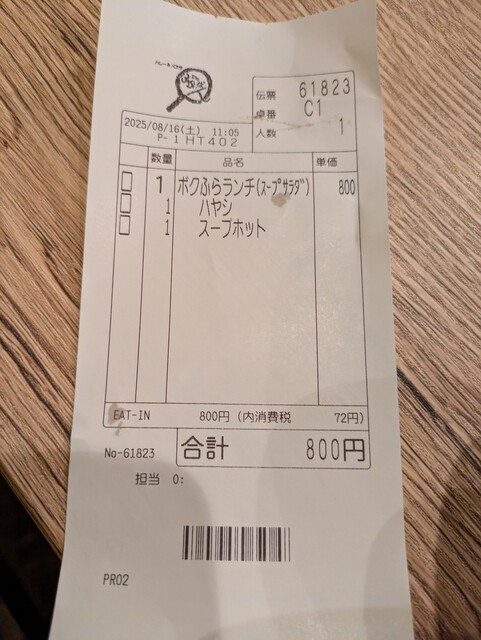 伝票 61823
卓番 C1
人数 1
2025/08/16(土) 11:05
P- 1 HT402
数量 品名 単価
1 ボクふらランチ(ｽｰﾌﾟｻﾗﾀﾞ) 800
1 ハヤシ
1 スープホット
EAT-IN 800円 (内消費税 72円)
No-61823 合計 800円
担当 0:
PR02